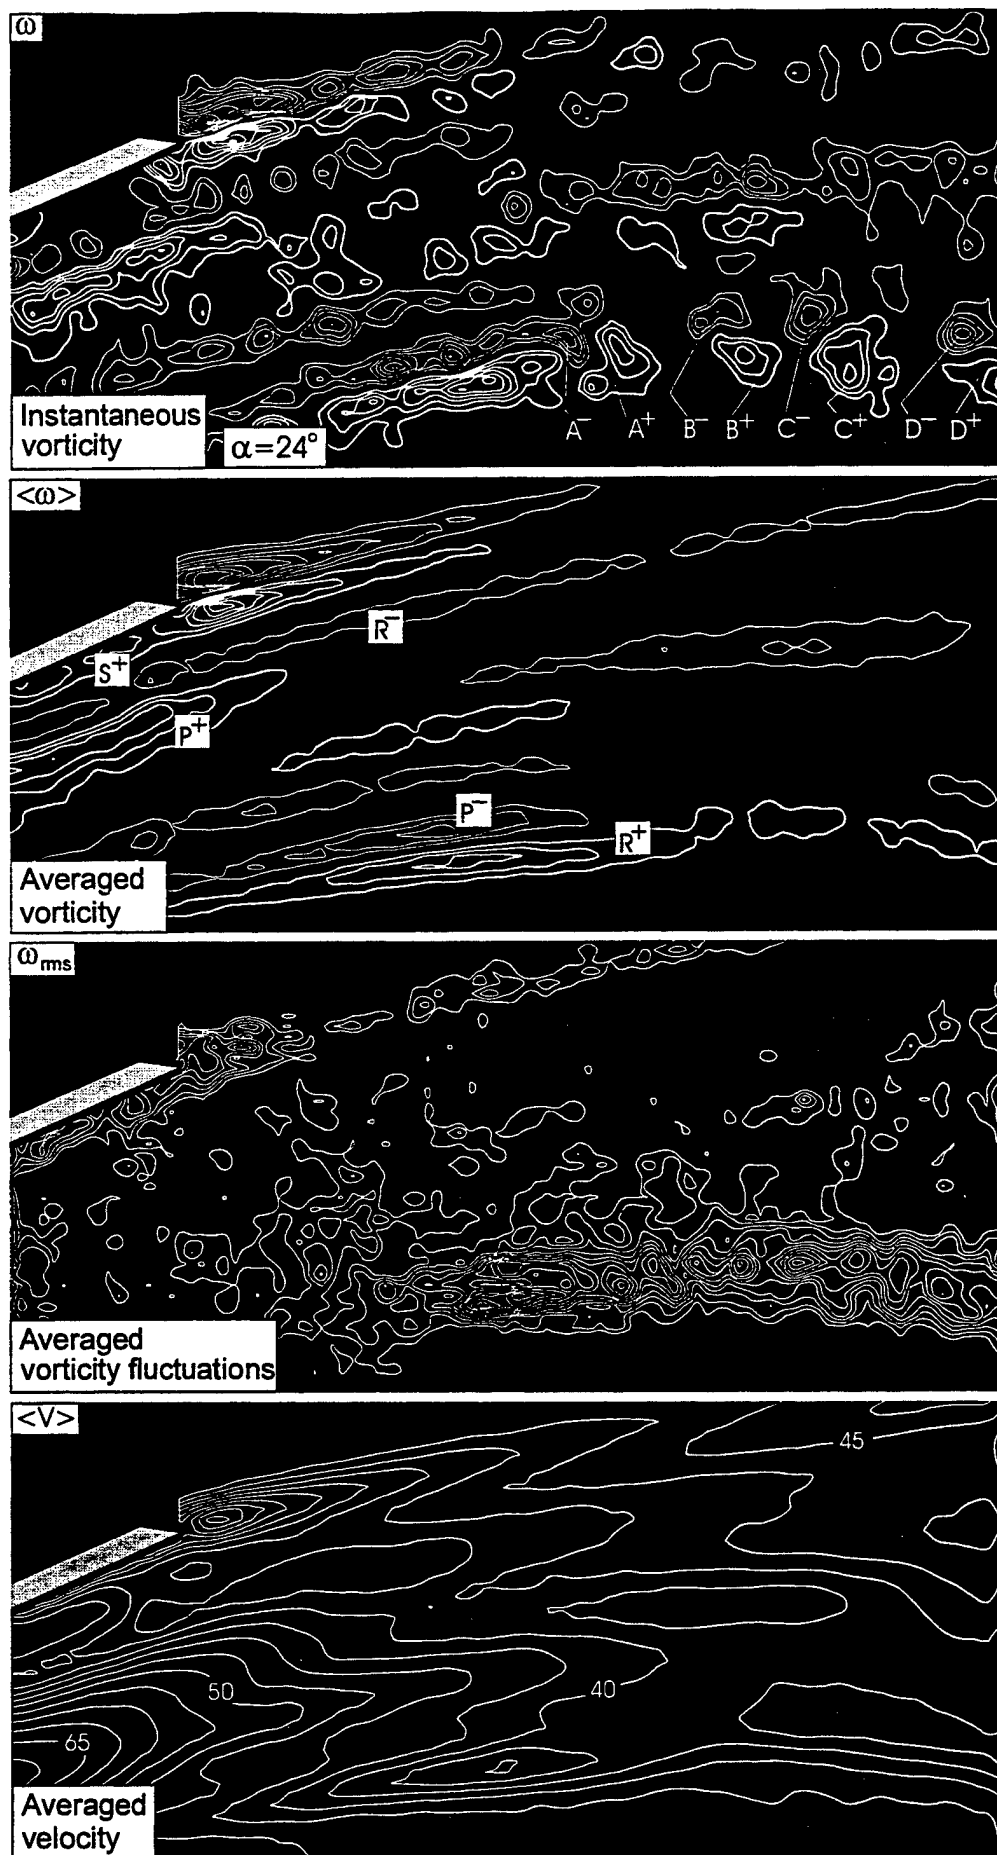 ω
Instantaneous
vorticity
α=24°
A⁻ A⁺ B⁻ B⁺ C⁻ C⁺ D⁻ D⁺
<ω>
R⁻
S⁺
P⁺
P⁻
R⁺
Averaged
vorticity
ω_rms
Averaged
vorticity fluctuations
<V>
45
50
40
65
Averaged
velocity